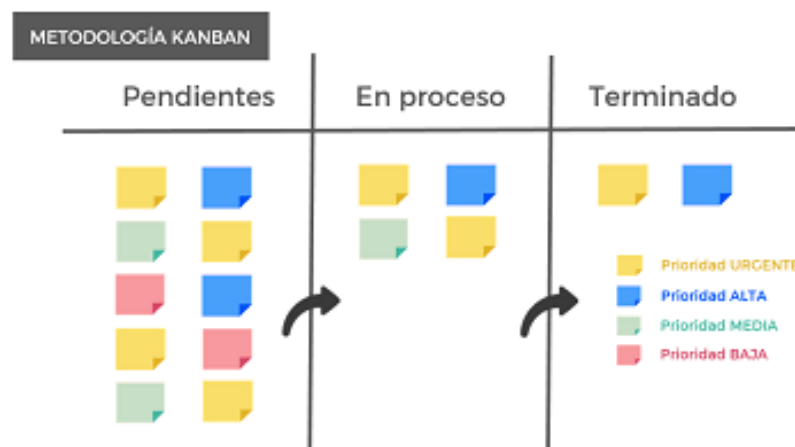 METODOLOGÍA KANBAN
Pendientes
En proceso
Terminado
Prioridad URGENTE
Prioridad ALTA
Prioridad MEDIA
Prioridad BAJA